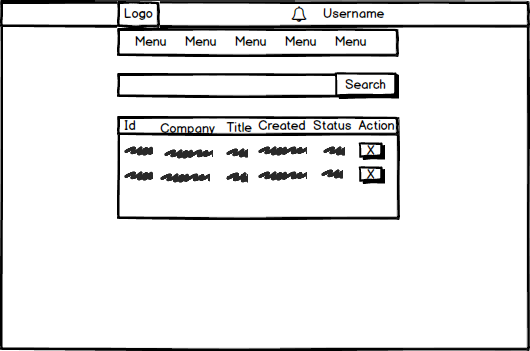 Logo Username
Menu Menu Menu Menu Menu
Search
Id Company Title Created Status Action
X
X